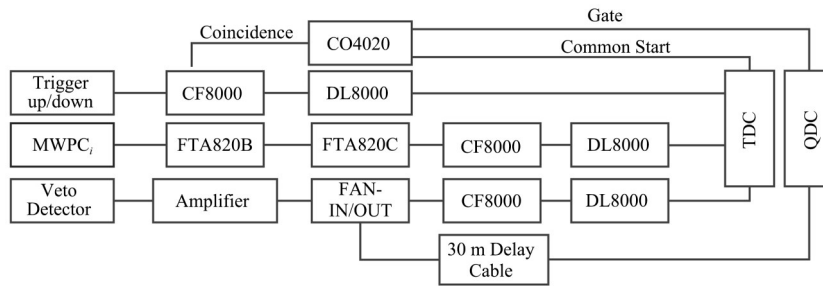 Gate
Coincidence
CO4020
Common Start
Trigger
up/down
CF8000
DL8000
MWPCi
FTA820B
FTA820C
CF8000
DL8000
TDC
QDC
Veto
Detector
Amplifier
FAN-
IN/OUT
CF8000
DL8000
30 m Delay
Cable